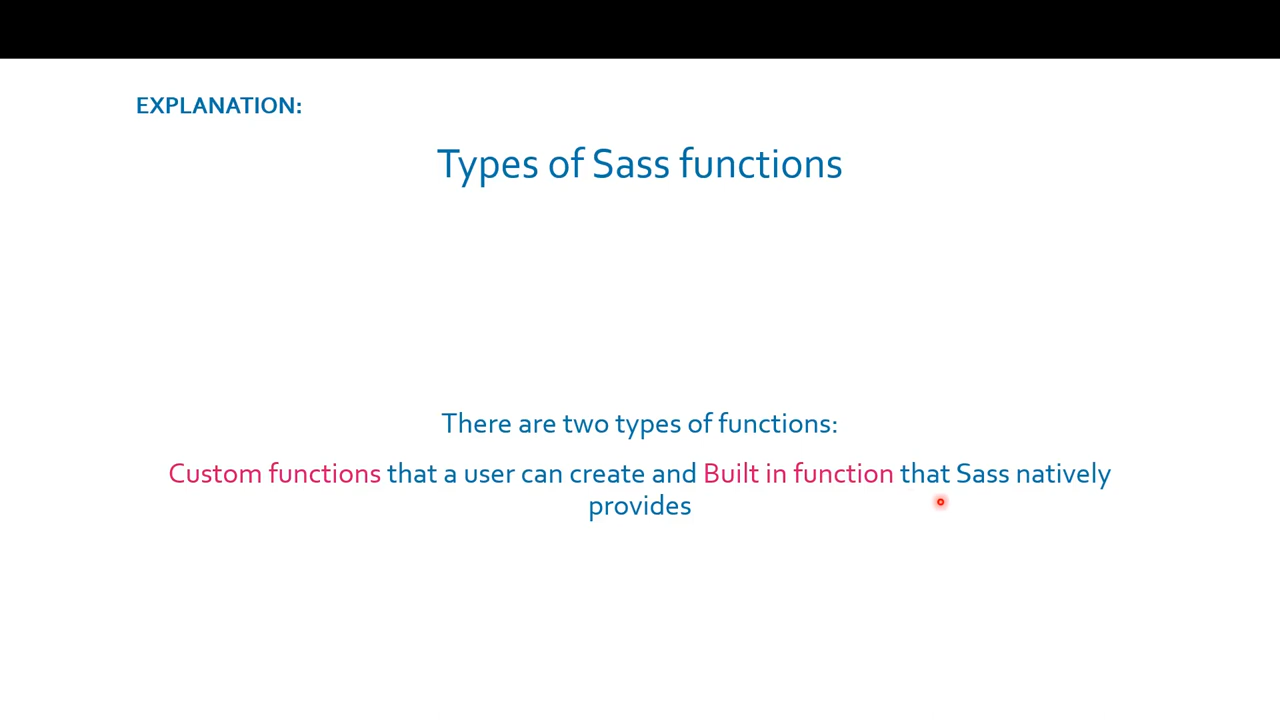 EXPLANATION:
Types of Sass functions
There are two types of functions:
Custom functions that a user can create and Built in function that Sass natively
provides